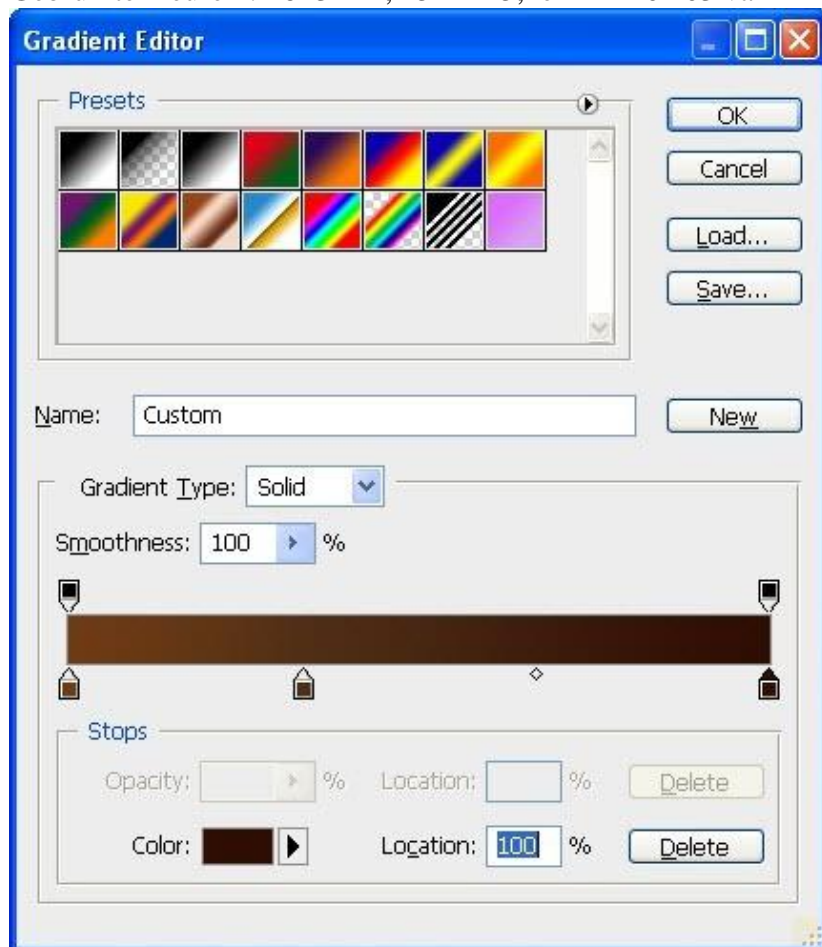 Gradient Editor
Presets
OK
Cancel
Load...
Save...
Name: Custom
New
Gradient Type: Solid
Smoothness: 100 %
Stops
Opacity: % Location: % Delete
Color: Location: 100 % Delete